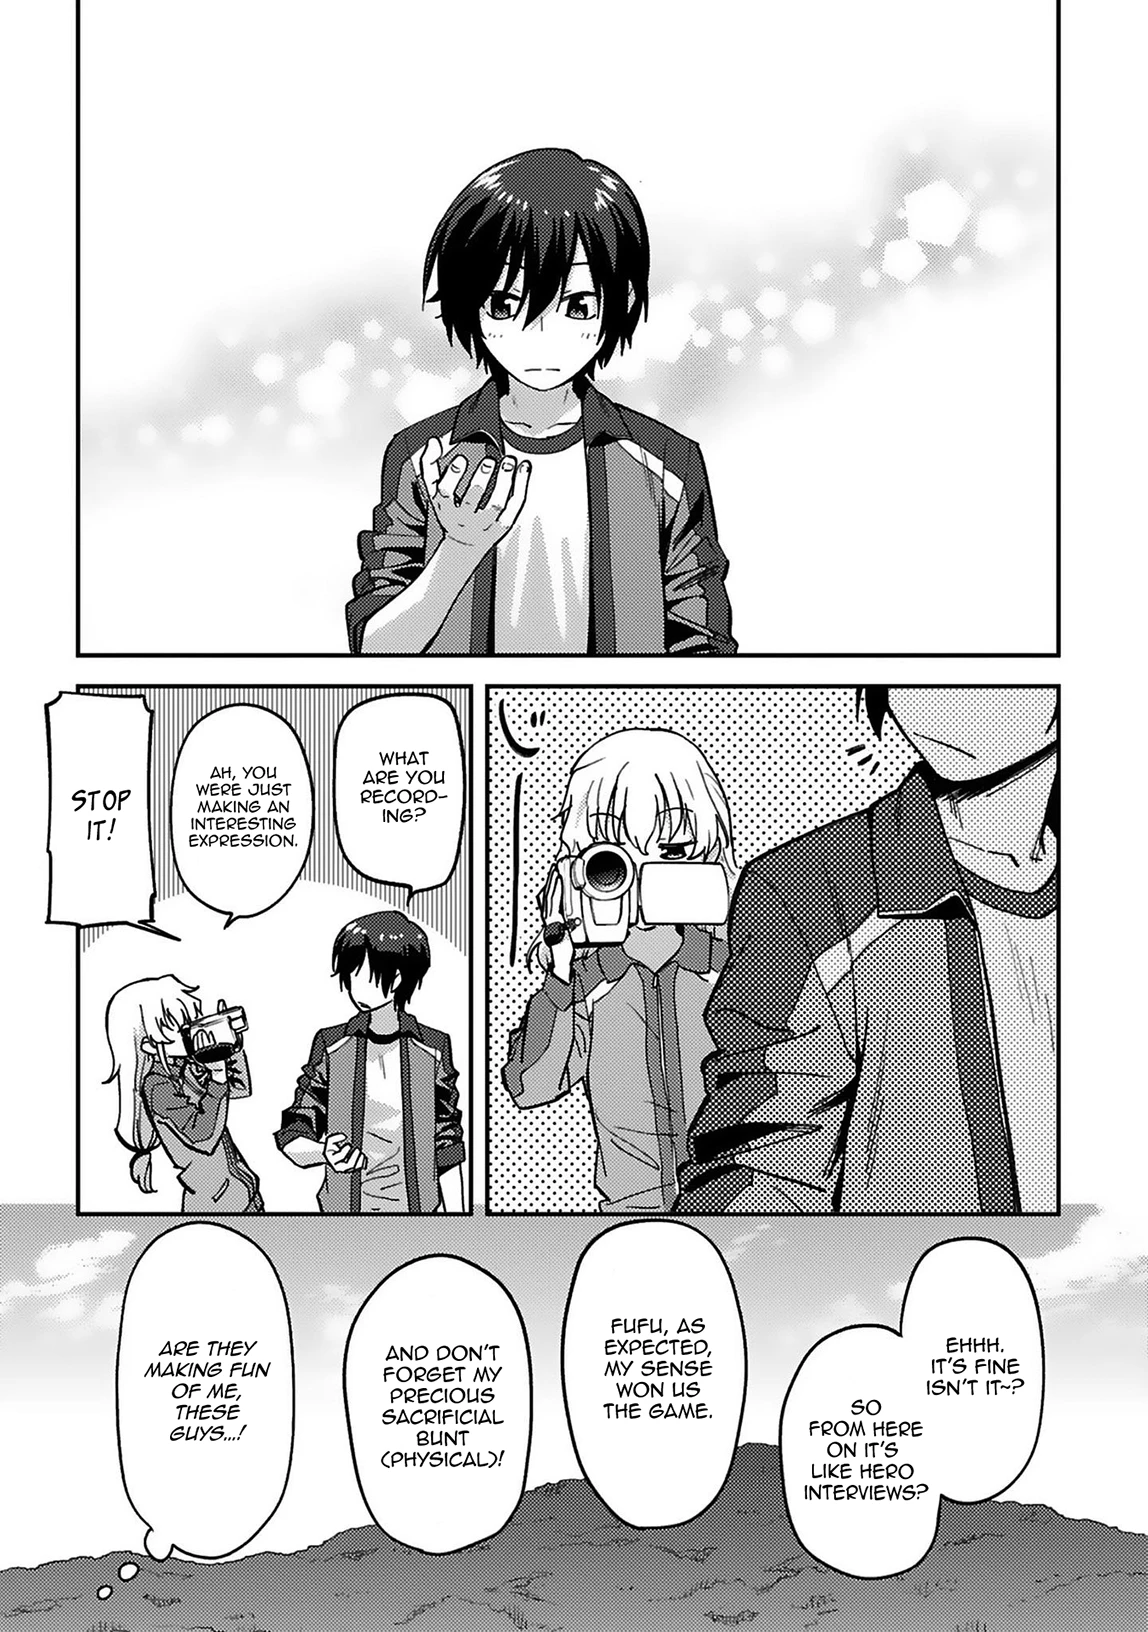 じ
WHAT
ARE YOU
RECORD-
ING?
AH, YOU
WERE JUST
MAKING AN
INTERESTING
EXPRESSION.
STOP
IT!
EHHH.
IT'S FINE
ISN'T IT~?
SO
FROM HERE
ON IT'S
LIKE HERO
INTERVIEWS?
FUFU, AS
EXPECTED,
MY SENSE
WON US
THE GAME.
AND DON'T
FORGET MY
PRECIOUS
SACRIFICIAL
BUNT
(PHYSICAL)!
ARE THEY
MAKING FUN
OF ME,
THESE
GUYS...!